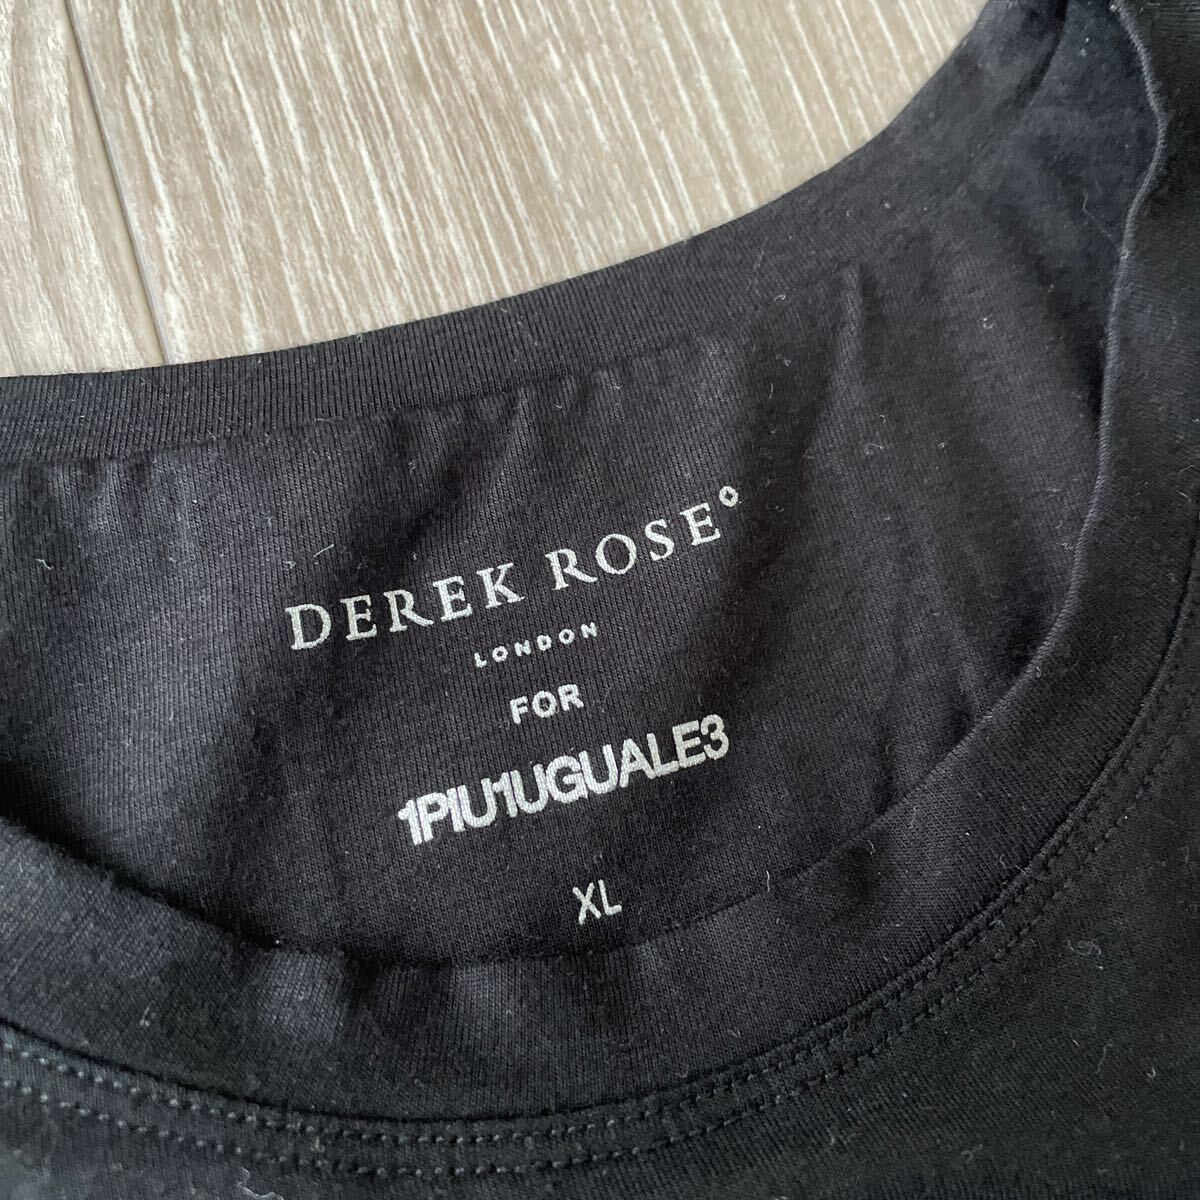 DEREK ROSE
LONDON
FOR
1PIU1UGUALE3
XL